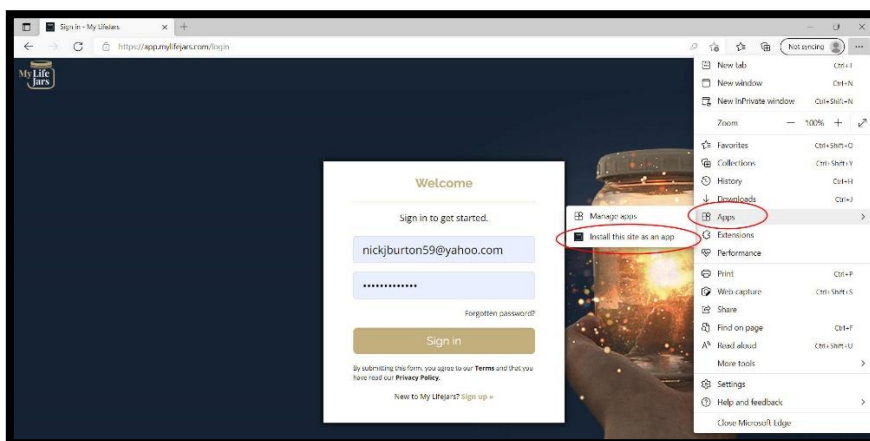 Sign in - My Lifejars
https://app.mylifejars.com/login
Not syncing
My Life
Jars
Welcome
Sign in to get started.
nickjburton59@yahoo.com
Forgotten password?
Sign in
By submitting this form, you agree to our Terms and that you
have read our Privacy Policy.
New to My Lifejars? Sign up »
Manage apps
Install this site as an app
New tab Ctrl+T
New window Ctrl+N
New InPrivate window Ctrl+Shift+N
Zoom — 100% +
Favorites Ctrl+Shift+O
Collections Ctrl+Shift+Y
History Ctrl+H
Downloads Ctrl+J
Apps
Extensions
Performance
Print Ctrl+P
Web capture Ctrl+Shift+S
Share
Find on page Ctrl+F
Read aloud Ctrl+Shift+U
More tools
Settings
Help and feedback
Close Microsoft Edge